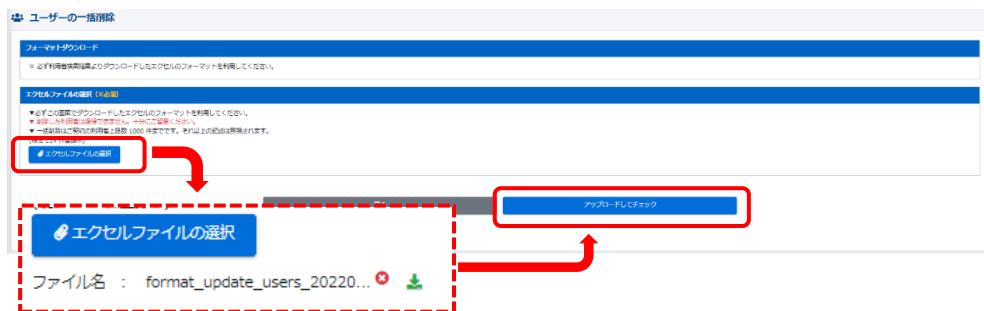 ユーザーの一括削除
フォーマットダウンロード
※ 必ず利用者検索結果よりダウンロードしたエクセルのフォーマットを利用してください。
エクセルファイルの選択 (※必須)
▼必ずこの画面でダウンロードしたエクセルのフォーマットを利用してください。
▼ 削除した利用者は復帰できません。十分にご留意ください。
▼ 一括削除はご契約の利用者上限数 1000 件までです。それ以上の記述は無視されます。
エクセルファイルの選択
アップロードしてチェック
エクセルファイルの選択
ファイル名 : format_update_users_20220...